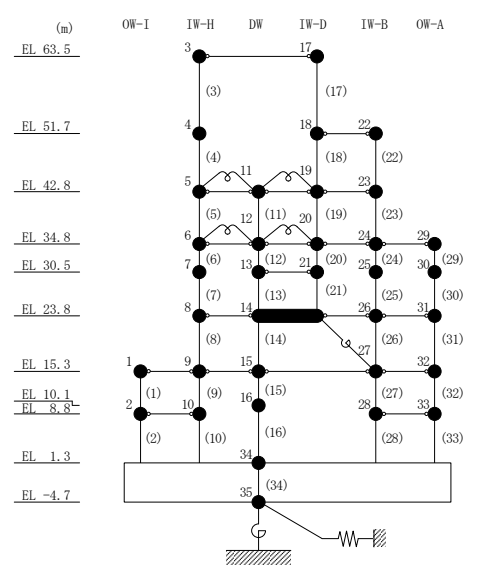 (m) OW-I IW-H DW IW-D IW-B OW-A
EL 63.5 3 17
(3) (17)
EL 51.7 4 18 22
(4) (18) (22)
11 19
EL 42.8 5 23
(5) (11) (19) (23)
12 20
EL 34.8 6 24 29
(6) (12) (20) (24) (29)
EL 30.5 7 13 21 25 30
(7) (13) (21) (25) (30)
EL 23.8 8 14 26 31
(8) (14) (26) (31)
27
EL 15.3 1 9 15 32
(1) (9) (15) (27) (32)
EL 10.1 16
EL 8.8 2 10 28 33
(2) (10) (16) (28) (33)
EL 1.3 34
(34)
EL -4.7 35